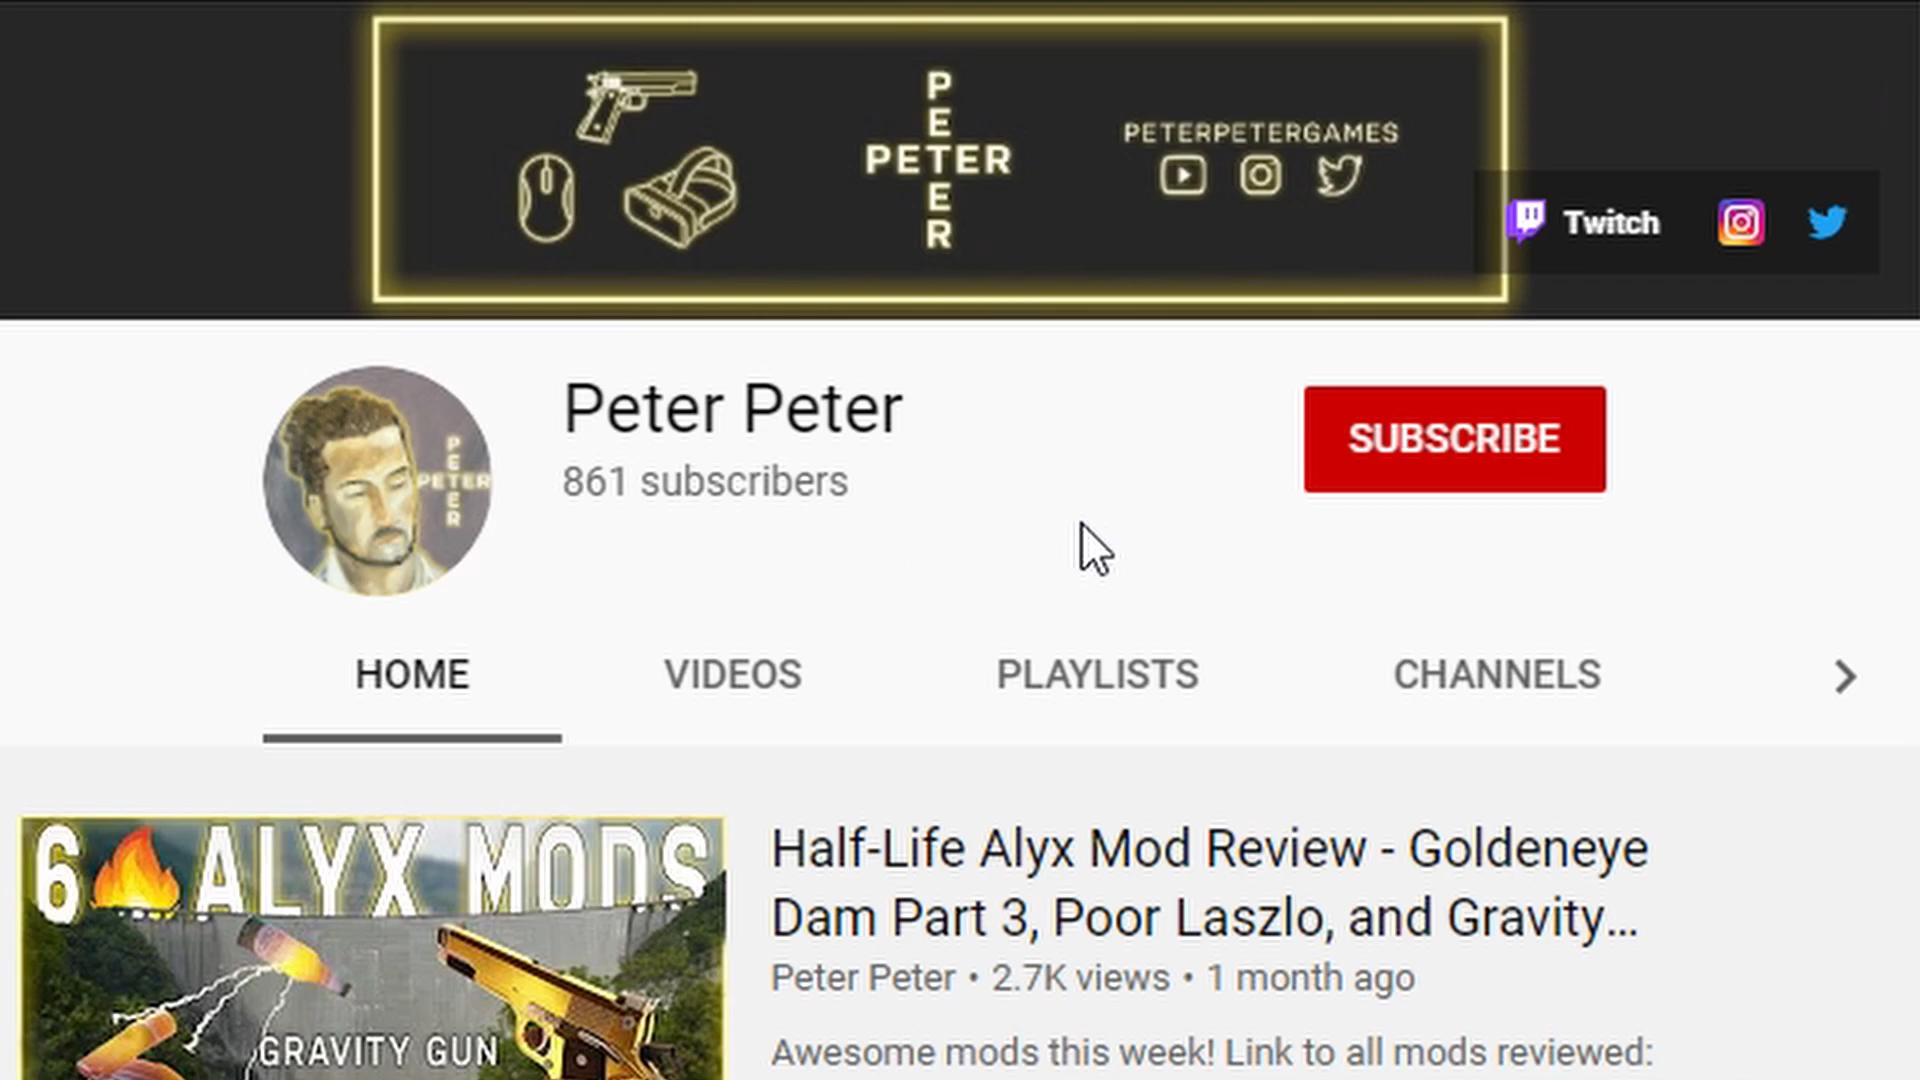 P
E
PETER
E
R
PETERPETERGAMES
Twitch
Peter Peter
861 subscribers
SUBSCRIBE
P
E
PETER
E
R
HOME
VIDEOS
PLAYLISTS
CHANNELS
6🔥ALYX MODS
GRAVITY GUN
Half-Life Alyx Mod Review - Goldeneye
Dam Part 3, Poor Laszlo, and Gravity...
Peter Peter • 2.7K views • 1 month ago
Awesome mods this week! Link to all mods reviewed: